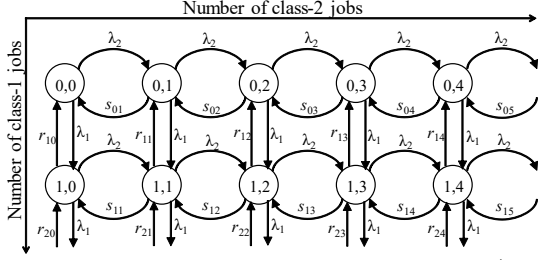 Number of class-2 jobs
Number of class-1 jobs
λ₂ λ₂ λ₂ λ₂ λ₂
0,0 0,1 0,2 0,3 0,4
s₀₁ s₀₂ s₀₃ s₀₄ s₀₅
r₁₀ λ₁ r₁₁ λ₁ r₁₂ λ₁ r₁₃ λ₁ r₁₄ λ₁
λ₂ λ₂ λ₂ λ₂ λ₂
1,0 1,1 1,2 1,3 1,4
s₁₁ s₁₂ s₁₃ s₁₄ s₁₅
r₂₀ λ₁ r₂₁ λ₁ r₂₂ λ₁ r₂₃ λ₁ r₂₄ λ₁